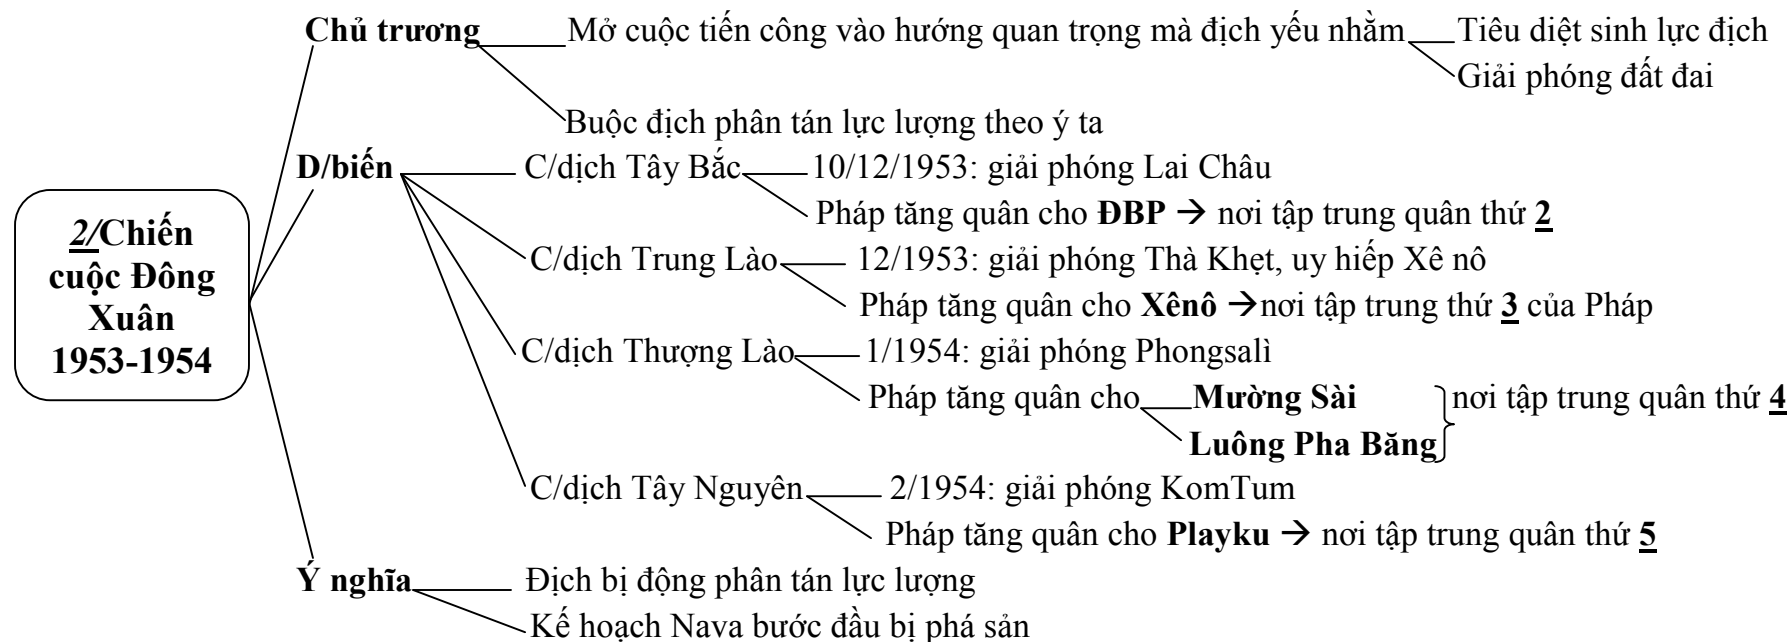 Chủ trương Mở cuộc tiến công vào hướng quan trọng mà địch yếu nhằm Tiêu diệt sinh lực địch
Giải phóng đất đai
Buộc địch phân tán lực lượng theo ý ta
D/biến C/dịch Tây Bắc 10/12/1953: giải phóng Lai Châu
Pháp tăng quân cho ĐBP → nơi tập trung quân thứ 2
2/Chiến
cuộc Đông
Xuân
1953-1954
C/dịch Trung Lào 12/1953: giải phóng Thà Khẹt, uy hiếp Xê nô
Pháp tăng quân cho Xênô →nơi tập trung thứ 3 của Pháp
C/dịch Thượng Lào 1/1954: giải phóng Phongsalì
Pháp tăng quân cho Mường Sài nơi tập trung quân thứ 4
Luông Pha Băng
C/dịch Tây Nguyên 2/1954: giải phóng KomTum
Pháp tăng quân cho Playku → nơi tập trung quân thứ 5
Ý nghĩa Địch bị động phân tán lực lượng
Kế hoạch Nava bước đầu bị phá sản